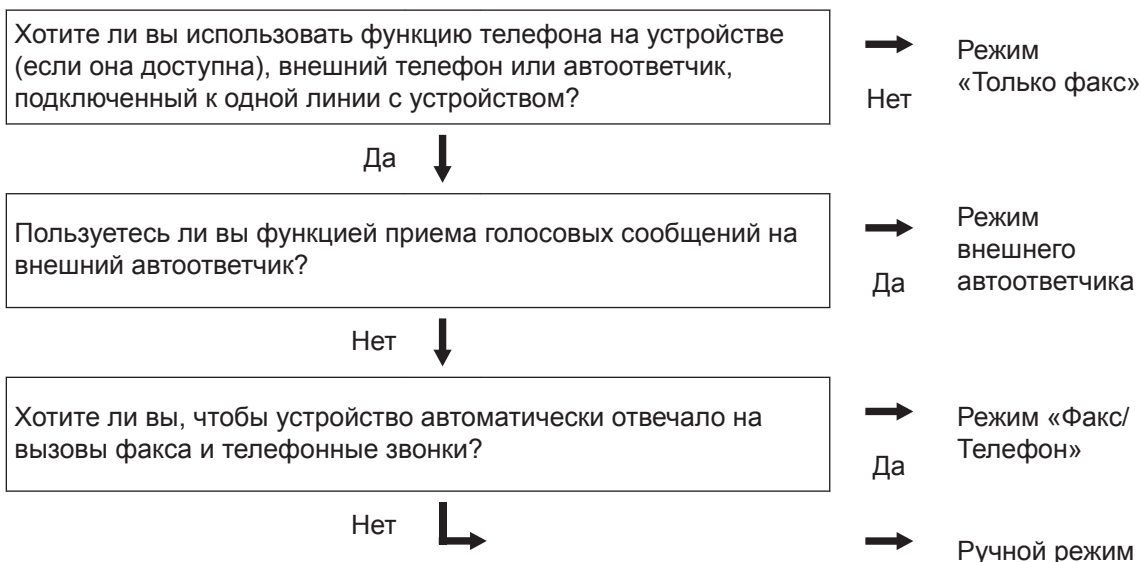 Хотите ли вы использовать функцию телефона на устройстве
(если она доступна), внешний телефон или автоответчик,
подключенный к одной линии с устройством?
Нет
Режим
«Только факс»
Да
Пользуетесь ли вы функцией приема голосовых сообщений на
внешний автоответчик?
Да
Режим
внешнего
автоответчика
Нет
Хотите ли вы, чтобы устройство автоматически отвечало на
вызовы факса и телефонные звонки?
Да
Режим «Факс/
Телефон»
Нет
Ручной режим